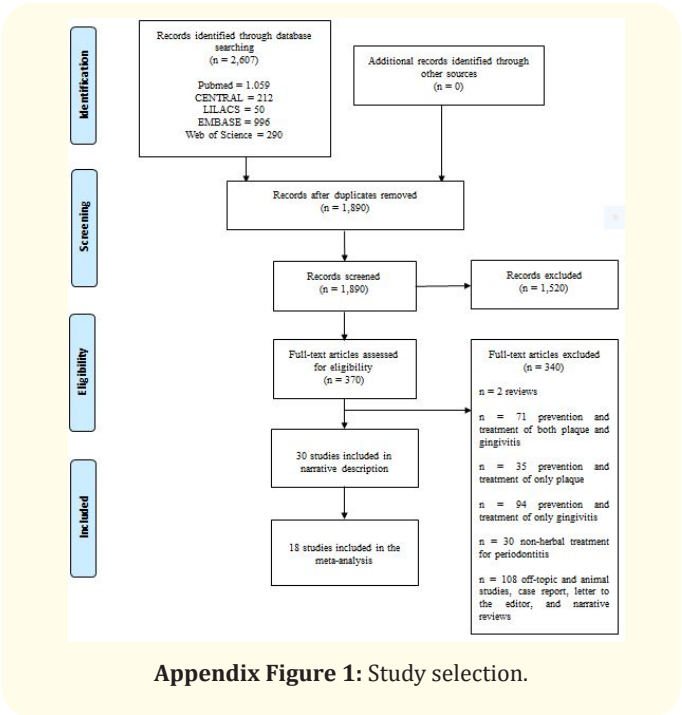 Identification
Records identified through database
searching
(n = 2,607)
Pubmed = 1.059
CENTRAL = 212
LILACS = 50
EMBASE = 996
Web of Science = 290
Additional records identified through
other sources
(n = 0)
Screening
Records after duplicates removed
(n = 1,890)
Records screened
(n = 1,890)
Records excluded
(n = 1,520)
Eligibility
Full-text articles assessed
for eligibility
(n = 370)
Full-text articles excluded
(n = 340)
n = 2 reviews
n = 71 prevention and
treatment of both plaque and
gingivitis
n = 35 prevention and
treatment of only plaque
n = 94 prevention and
treatment of only gingivitis
n = 30 non-herbal treatment
for periodontitis
n = 108 off-topic and animal
studies, case report, letter to
the editor, and narrative
reviews
Included
30 studies included in
narrative description
18 studies included in the
meta-analysis
Appendix Figure 1: Study selection.